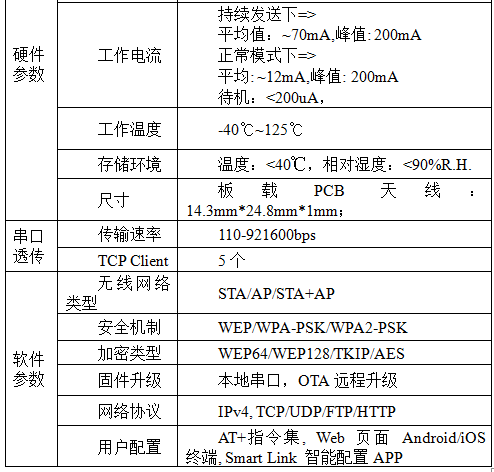 硬件
参数
工作电流
持续发送下=>
平均值：~70mA,峰值: 200mA
正常模式下=>
平均: ~12mA,峰值: 200mA
待机：<200uA，
工作温度
-40℃~125℃
存储环境
温度：<40℃，相对湿度：<90%R.H.
尺寸
板载 PCB 天线：
14.3mm*24.8mm*1mm；
串口
透传
传输速率
110-921600bps
TCP Client
5 个
软件
参数
无线网络
类型
STA/AP/STA+AP
安全机制
WEP/WPA-PSK/WPA2-PSK
加密类型
WEP64/WEP128/TKIP/AES
固件升级
本地串口，OTA 远程升级
网络协议
IPv4, TCP/UDP/FTP/HTTP
用户配置
AT+指令集, Web 页面 Android/iOS
终端, Smart Link 智能配置 APP